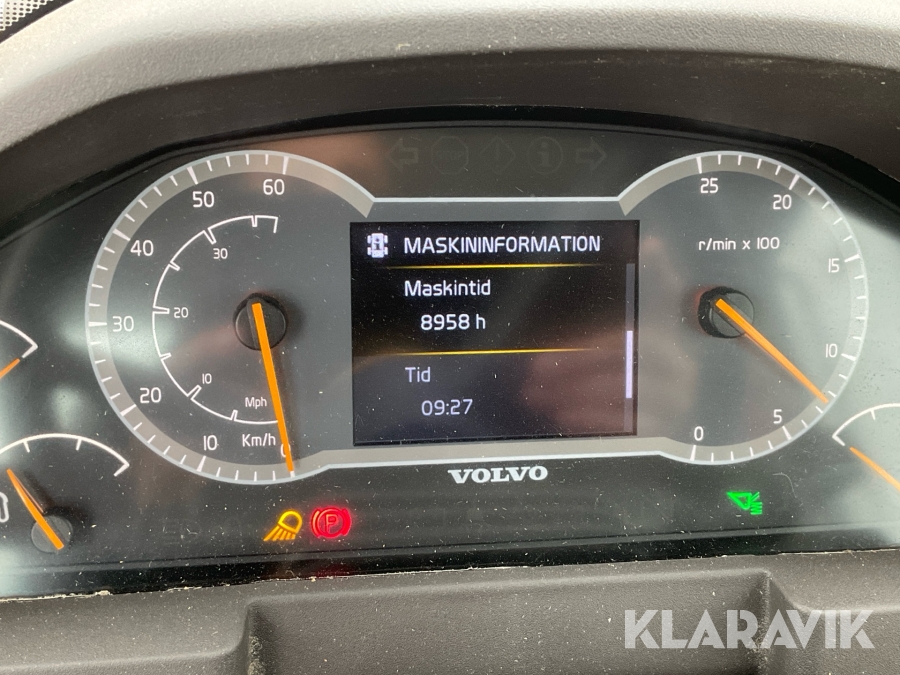 60
50
40
30
20
10
0
30
20
10
Mph
Km/h
MASKININFORMATION
Maskintid
8958 h
Tid
09:27
25
20
15
10
5
0
r/min x 100
VOLVO
P
KLARAVIK